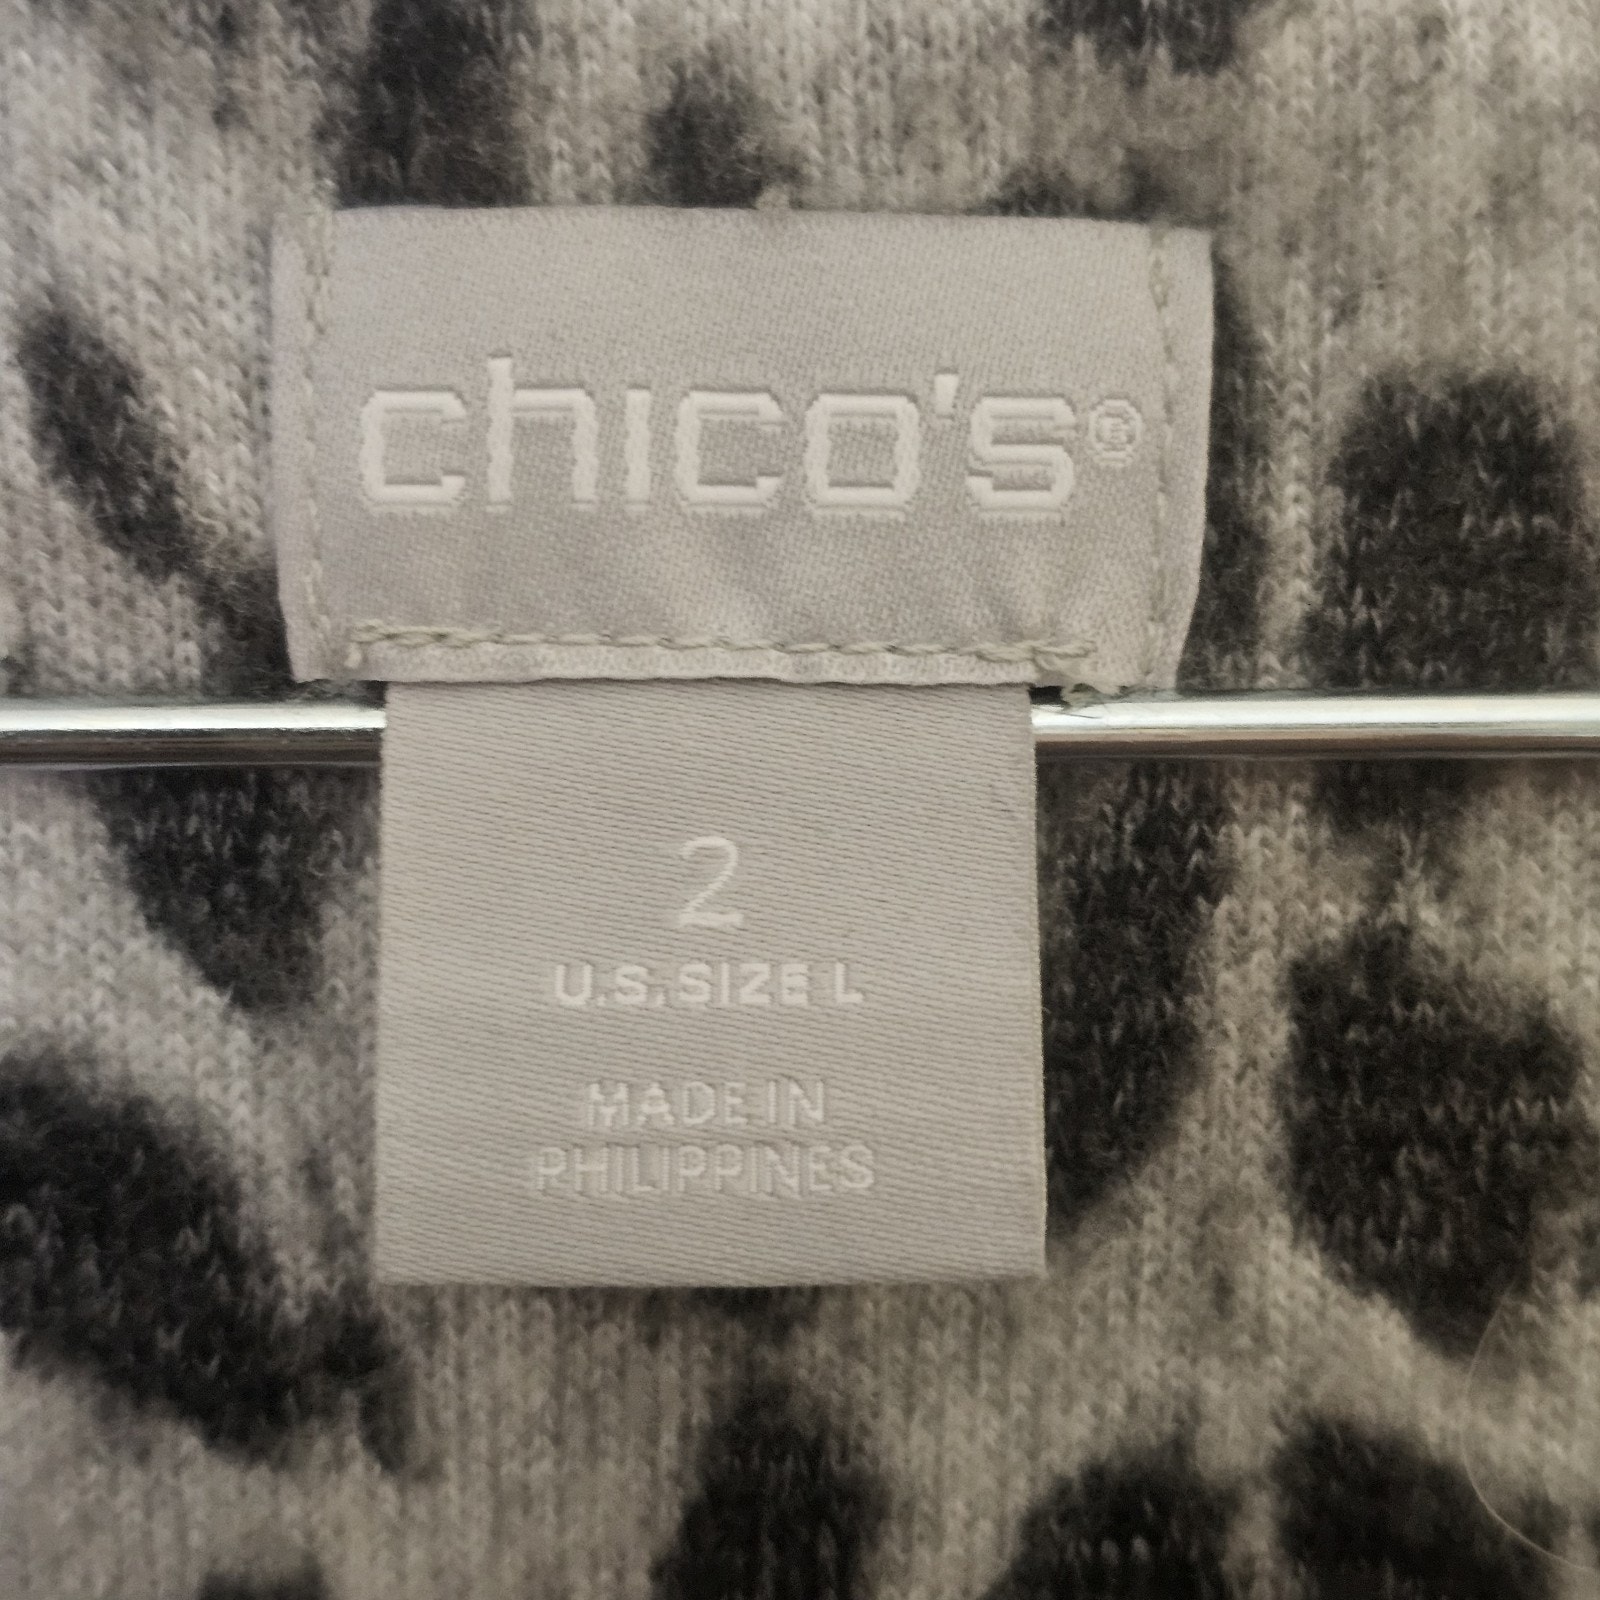 chico's®
2
U.S. SIZE L
MADE IN
PHILIPPINES